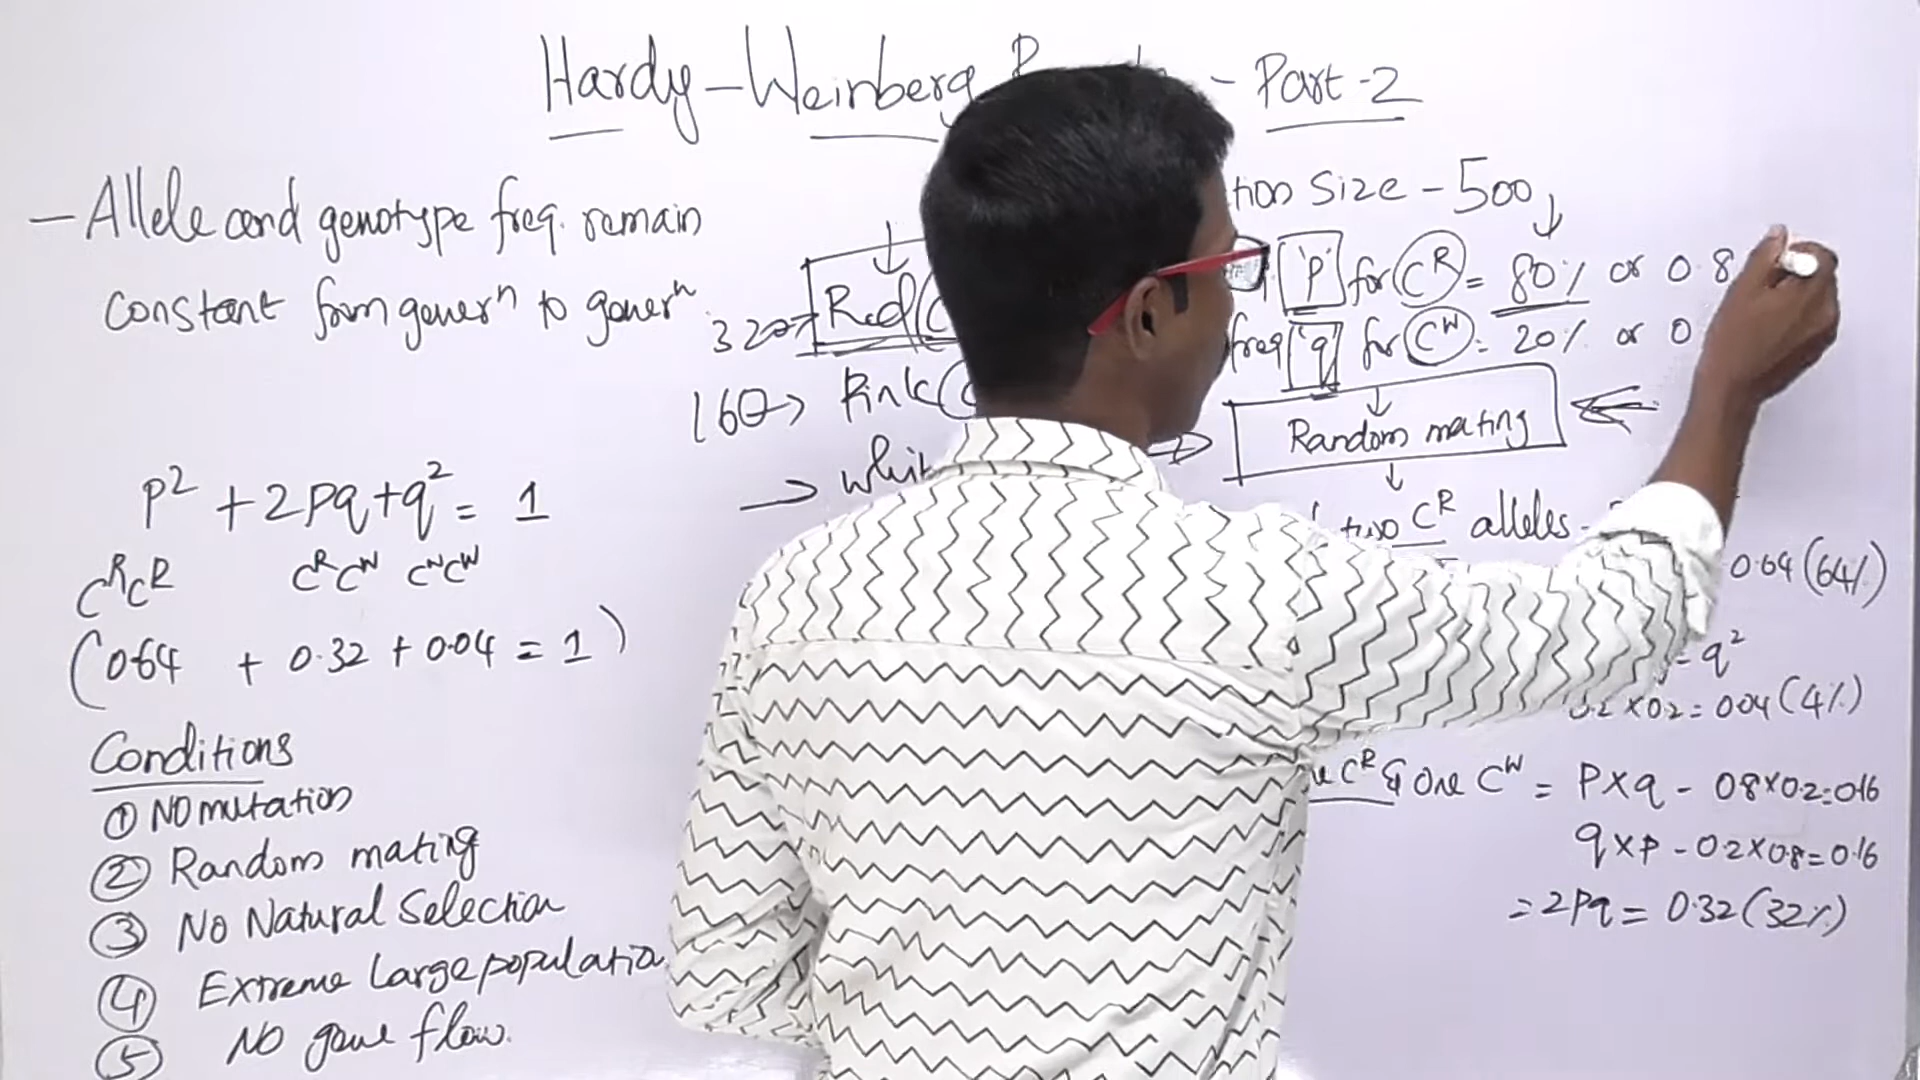 Hardy-Weinberg - Part-2
- Allele and genotype freq. remain
constant from generⁿ to generⁿ
P² + 2Pq + q² = 1
CᴿCᴿ CᴿCᵂ CᵂCᵂ
(0.64 + 0.32 + 0.04 = 1)
Conditions
① NO mutation
② Random mating
③ No Natural Selection
④ Extreme Large populatio
⑤ No gene flow.
320→ Red(C
160→ Pink(C
→ whit
tion Size - 500
'P' for Cᴿ = 80% or 0.8
freq 'q' for Cᵂ = 20% or 0
Random mating
two Cᴿ alleles -
0.64 (64%)
= q²
0.2 x 0.2 = 0.04 (4%)
Cᴿ & one Cᵂ = P x q - 0.8 x 0.2 = 0.16
q x P - 0.2 x 0.8 = 0.16
= 2Pq = 0.32 (32%)